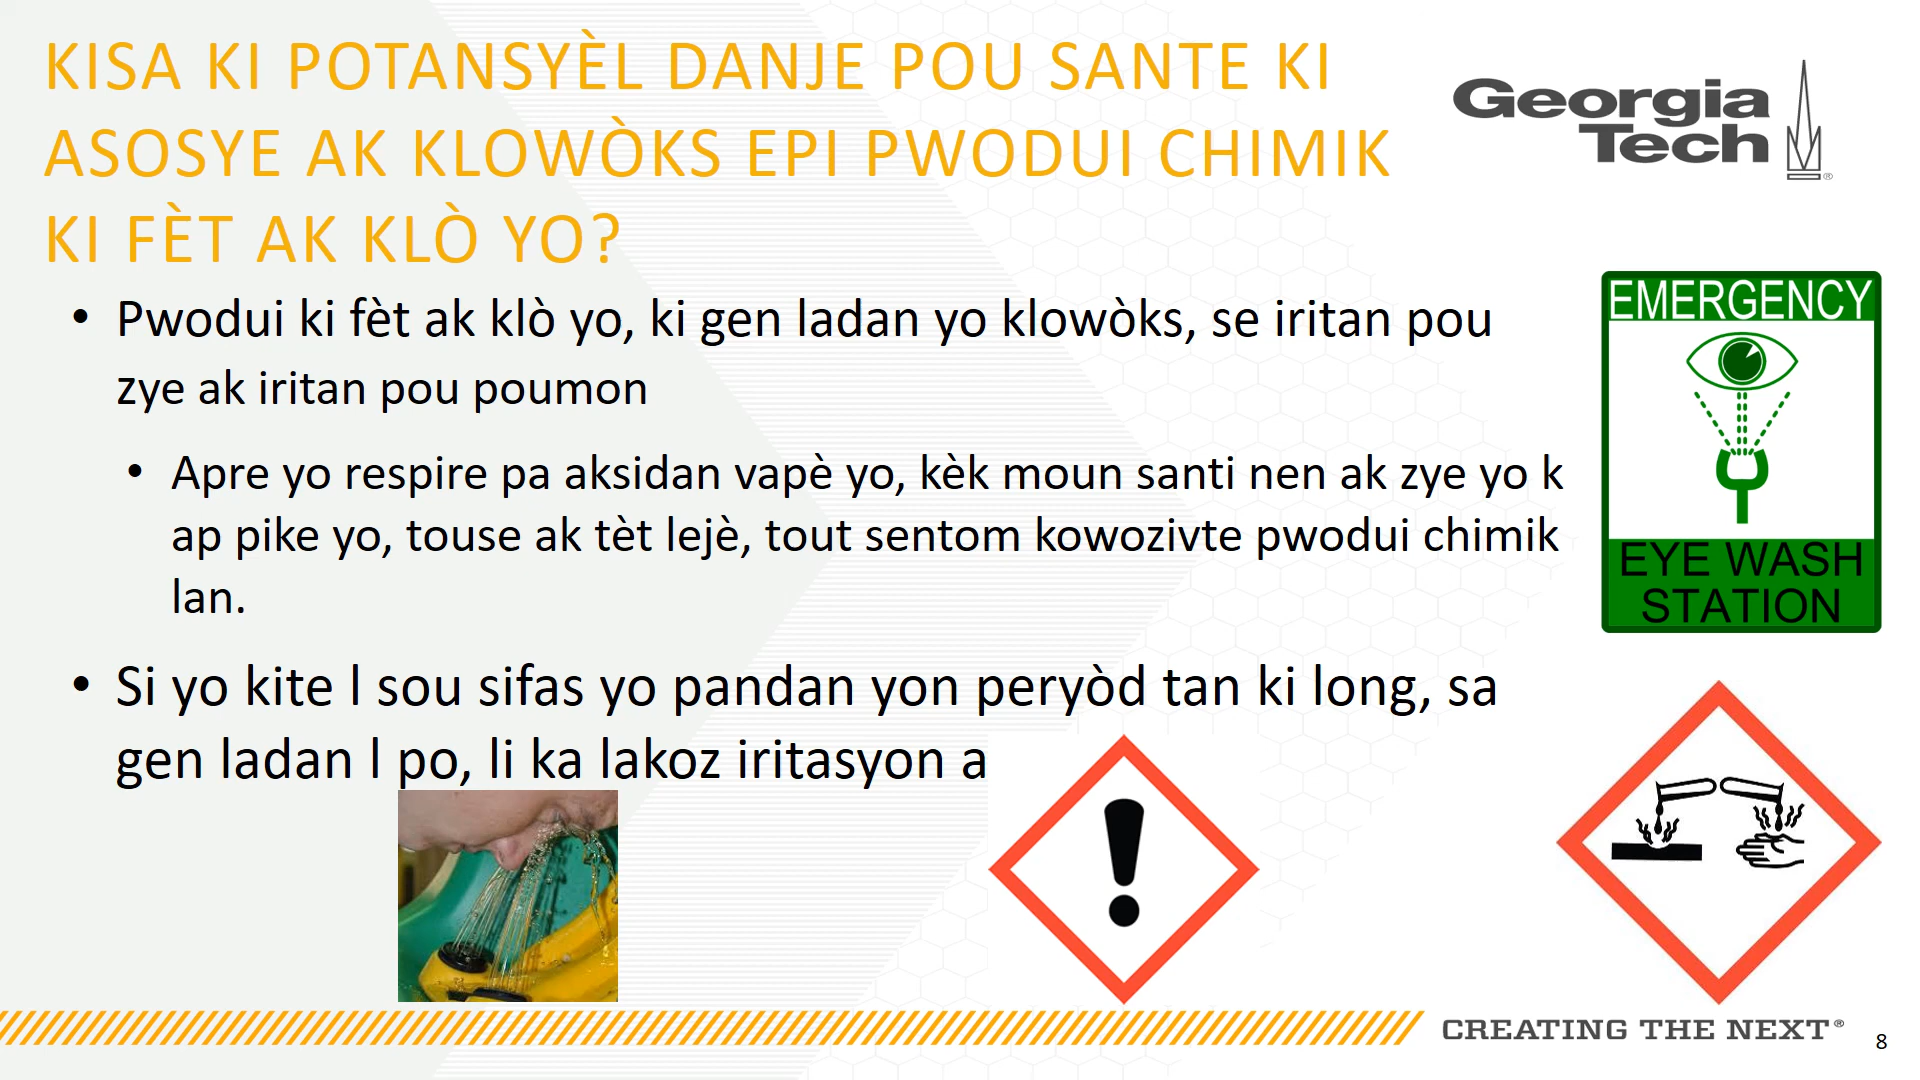 KISA KI POTANSYÈL DANJE POU SANTE KI
ASOSYE AK KLOWÒKS EPI PWODUI CHIMIK
KI FÈT AK KLÒ YO?
Georgia
Tech
®
• Pwodui ki fèt ak klò yo, ki gen ladan yo klowòks, se iritan pou
zye ak iritan pou poumon
• Apre yo respire pa aksidan vapè yo, kèk moun santi nen ak zye yo k
ap pike yo, touse ak tèt lejè, tout sentom kowozivte pwodui chimik
lan.
• Si yo kite l sou sifas yo pandan yon peryòd tan ki long, sa
gen ladan l po, li ka lakoz iritasyon a
EMERGENCY
EYE WASH
STATION
CREATING THE NEXT®
8